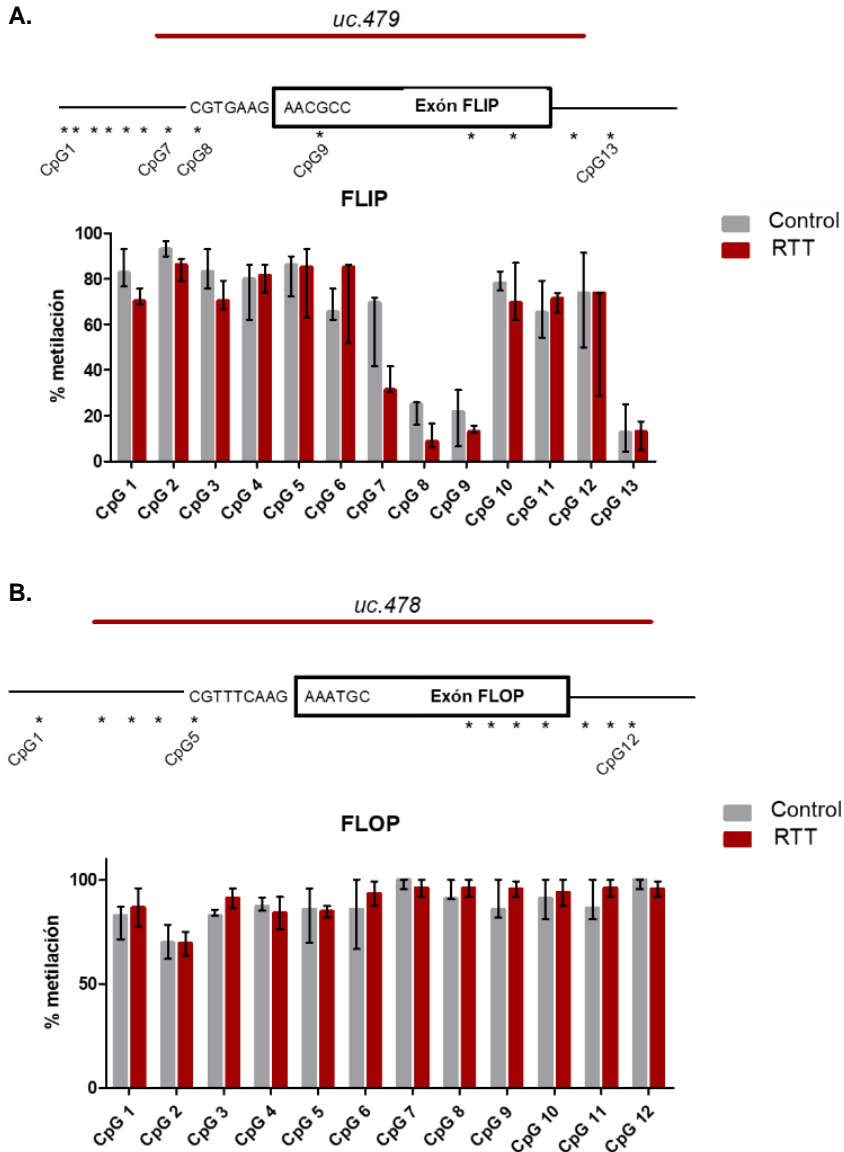 A.
uc.479
CGTGAAG AACGCC Exón FLIP
* * * * * * * * * * * * *
CpG1 CpG7 CpG8 CpG9 CpG13
FLIP
Control
RTT
% metilación
100
80
60
40
20
0
CpG 1 CpG 2 CpG 3 CpG 4 CpG 5 CpG 6 CpG 7 CpG 8 CpG 9 CpG 10 CpG 11 CpG 12 CpG 13
B.
uc.478
CGTTTCAAG AAATGC Exón FLOP
* * * * * * * * * * * *
CpG1 CpG5 CpG12
FLOP
Control
RTT
% metilación
100
50
0
CpG 1 CpG 2 CpG 3 CpG 4 CpG 5 CpG 6 CpG 7 CpG 8 CpG 9 CpG 10 CpG 11 CpG 12